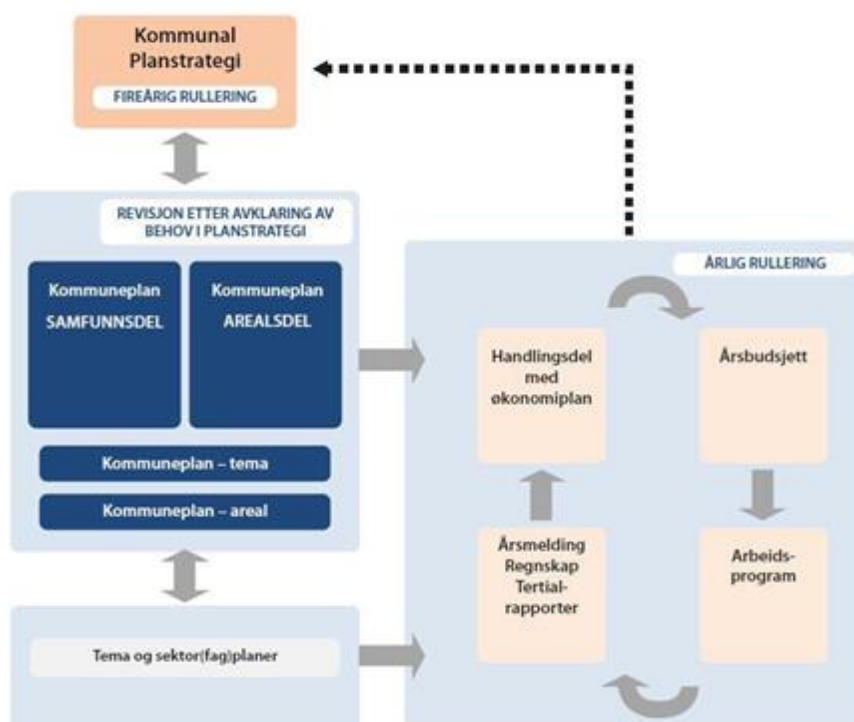 Kommunal
Planstrategi
FIREÅRIG RULLERING
REVISJON ETTER AVKLARING AV
BEHOV I PLANSTRATEGI
Kommuneplan
SAMFUNNSDEL
Kommuneplan
AREALSDEL
Kommuneplan – tema
Kommuneplan – areal
Tema og sektor(fag)planer
ÅRLIG RULLERING
Handlingsdel
med
økonomiplan
Årsbudsjett
Årsmelding
Regnskap
Tertial-
rapporter
Arbeids-
program